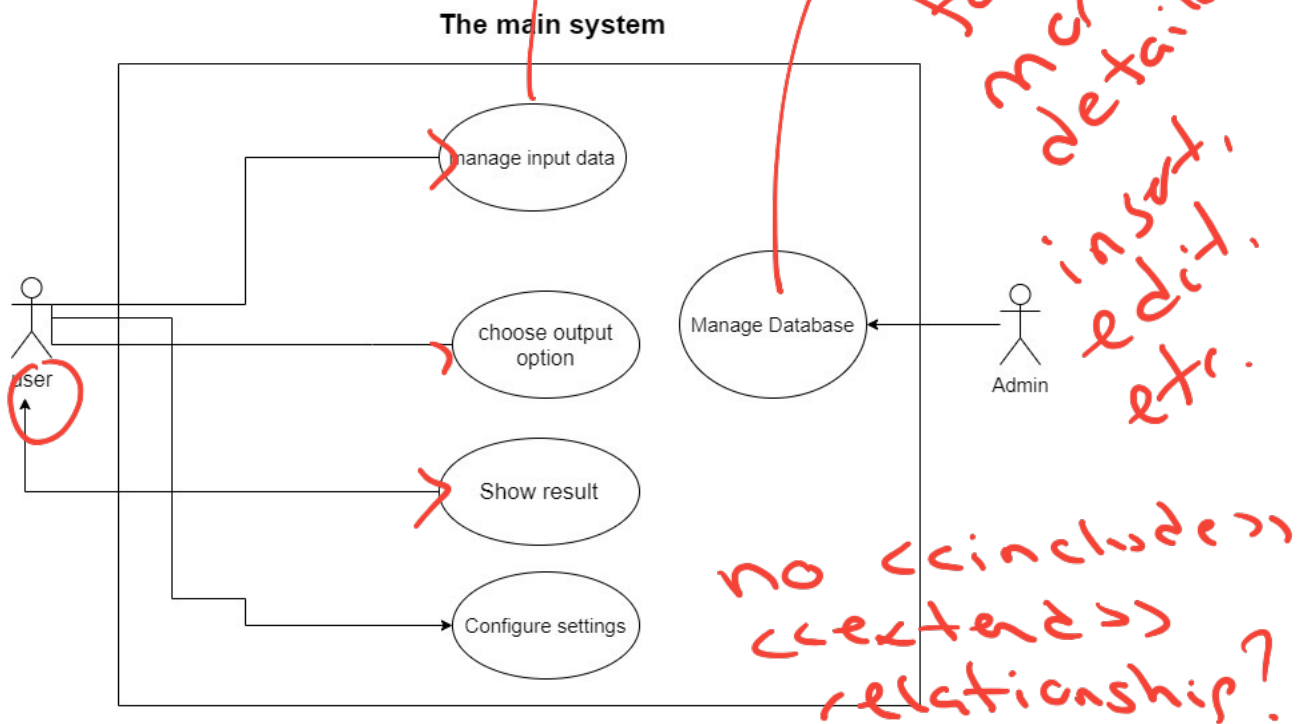 The main system
manage input data
choose output
option
Manage Database
user
Admin
Show result
Configure settings
detail
insert,
edit.
etc.
no <<include>>
<<extend>>
relationship?